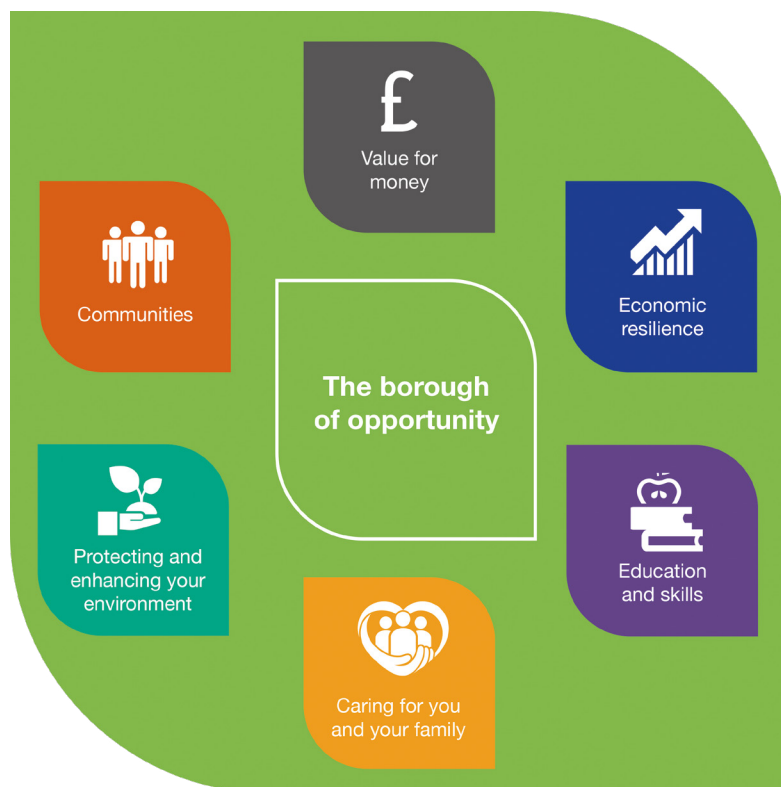 £
Value for
money
Communities
Economic
resilience
The borough
of opportunity
Protecting and
enhancing your
environment
Education
and skills
Caring for you
and your family